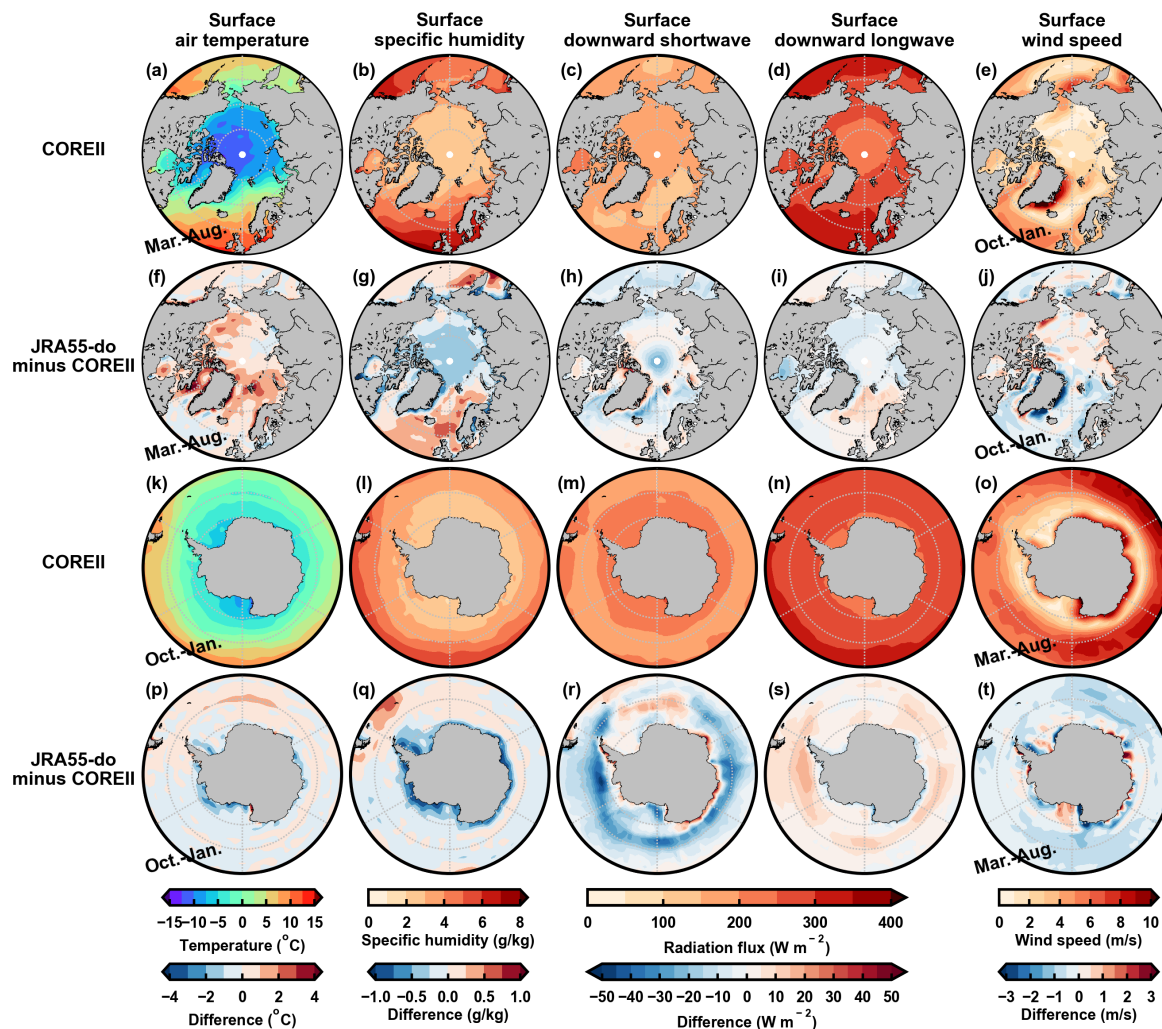 Surface
air temperature
Surface
specific humidity
Surface
downward shortwave
Surface
downward longwave
Surface
wind speed
(a)
(b)
(c)
(d)
(e)
COREII
Mar.-Aug.
Oct.-Jan.
(f)
(g)
(h)
(i)
(j)
JRA55-do
minus COREII
Mar.-Aug.
Oct.-Jan.
(k)
(l)
(m)
(n)
(o)
COREII
Oct.-Jan.
Mar.-Aug.
(p)
(q)
(r)
(s)
(t)
JRA55-do
minus COREII
Oct.-Jan.
Mar.-Aug.
−15 −10 −5 0 5 10 15
Temperature (°C)
0 2 4 6 8
Specific humidity (g/kg)
0 100 200 300 400
Radiation flux (W m⁻²)
0 2 4 6 8 10
Wind speed (m/s)
−4 −2 0 2 4
Difference (°C)
−1.0 −0.5 0.0 0.5 1.0
Difference (g/kg)
−50 −40 −30 −20 −10 0 10 20 30 40 50
Difference (W m⁻²)
−3 −2 −1 0 1 2 3
Difference (m/s)